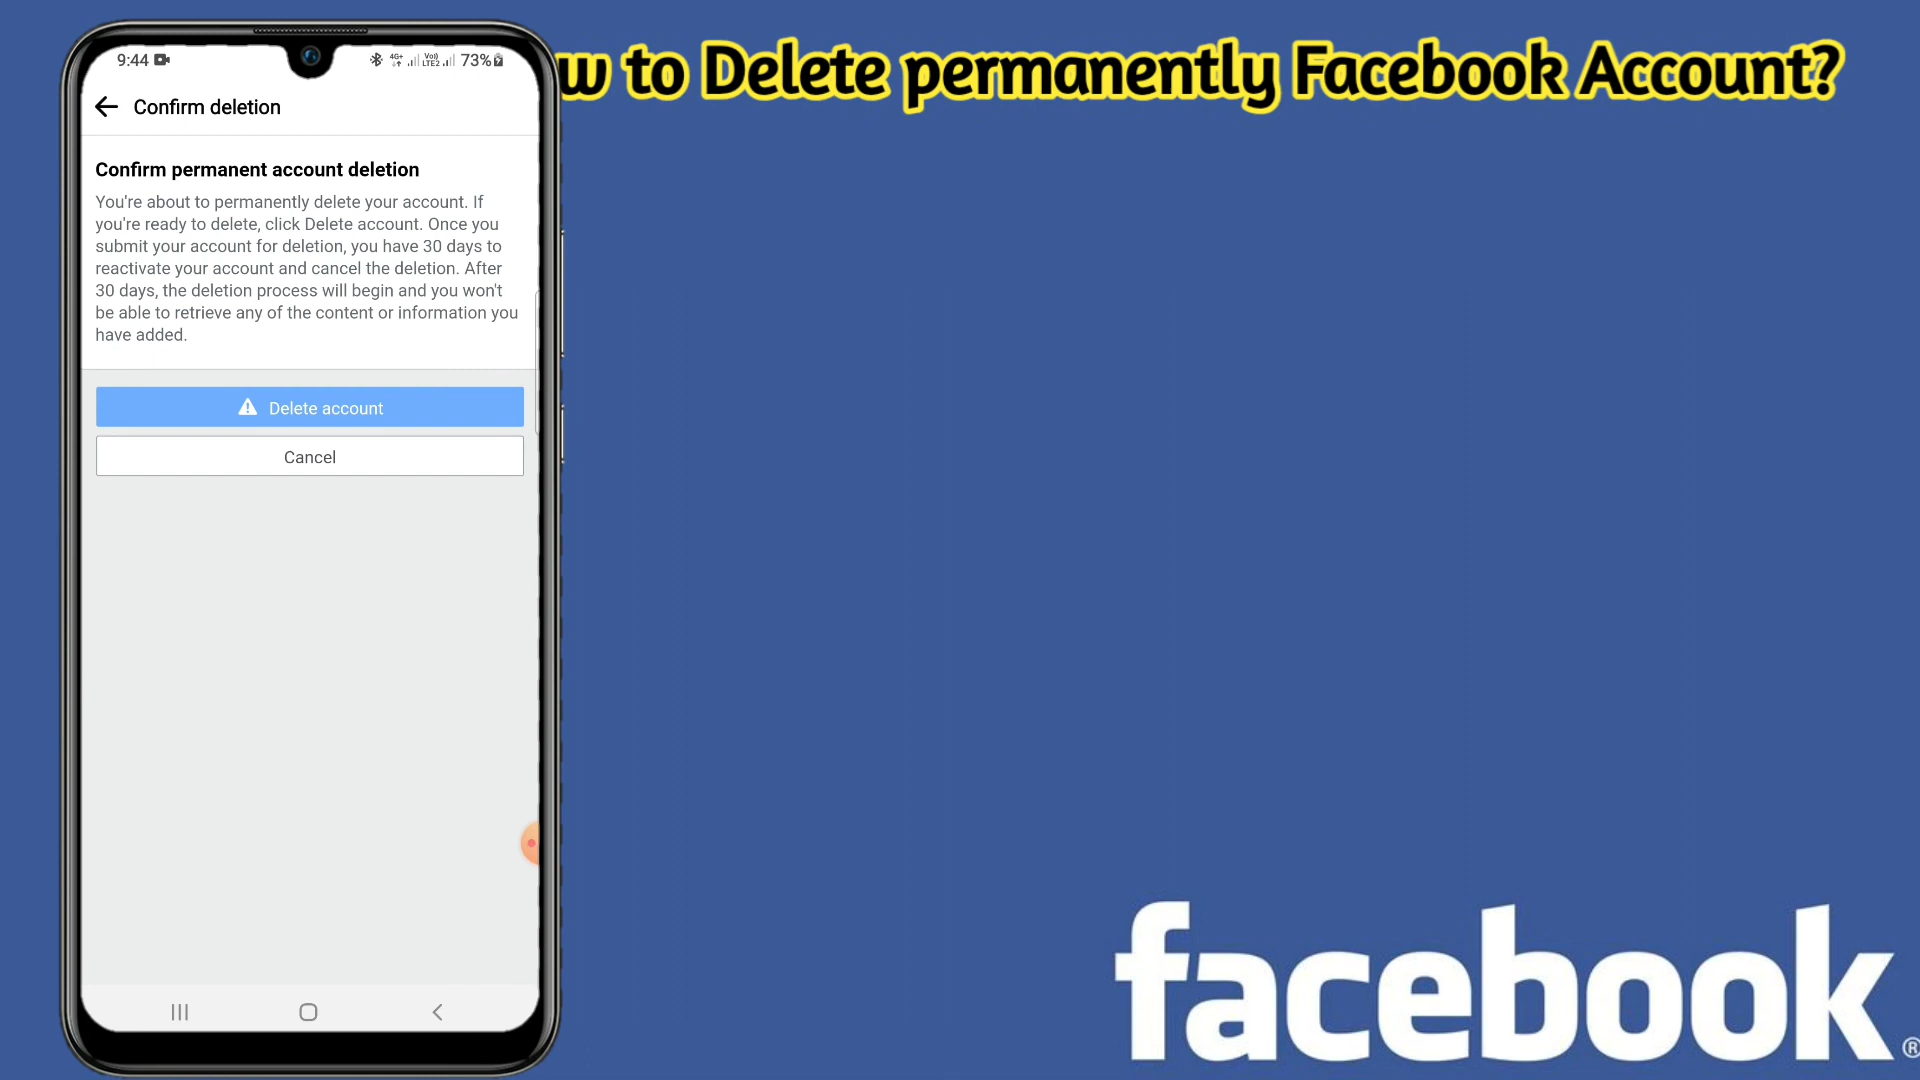 w to Delete permanently Facebook Account?
9:44
4G+ Vo)) LTE2 73%
Confirm deletion
Confirm permanent account deletion
You're about to permanently delete your account. If
you're ready to delete, click Delete account. Once you
submit your account for deletion, you have 30 days to
reactivate your account and cancel the deletion. After
30 days, the deletion process will begin and you won't
be able to retrieve any of the content or information you
have added.
Delete account
Cancel
facebook®